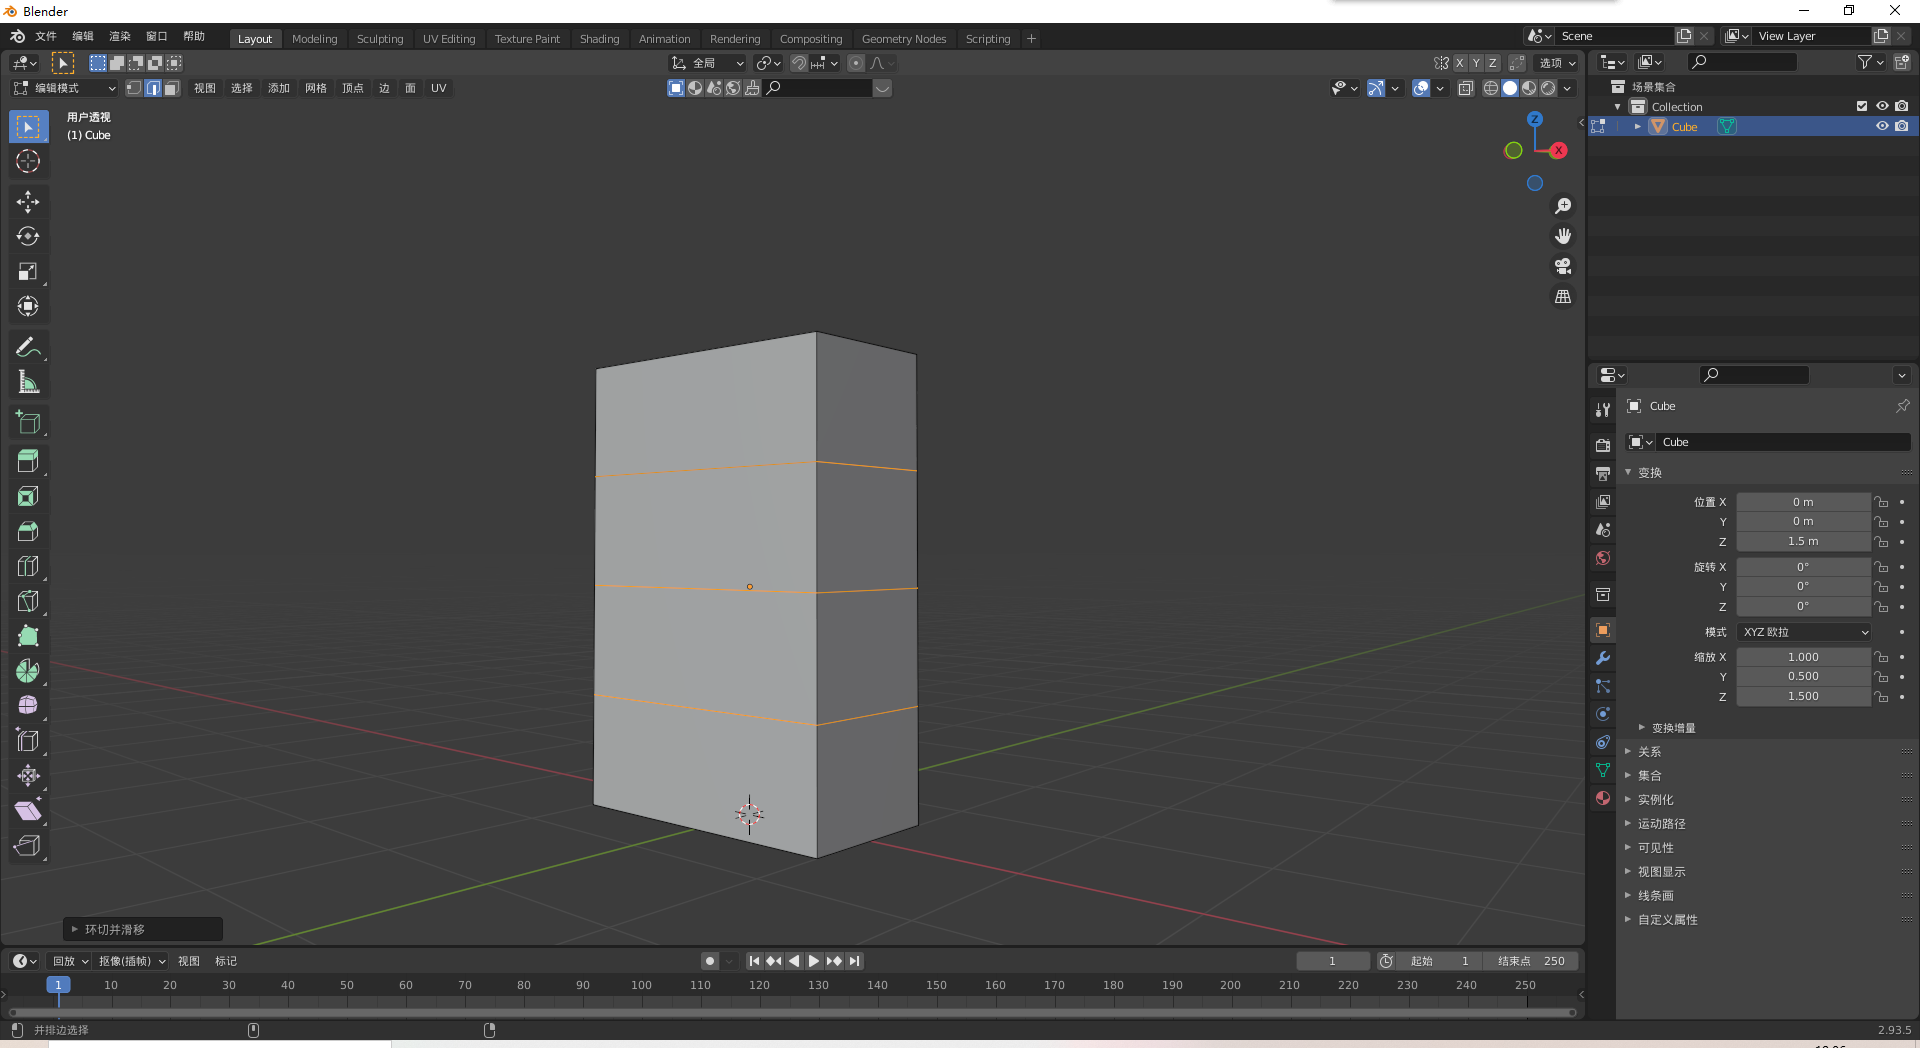 Blender
文件 编辑 渲染 窗口 帮助 Layout Modeling Sculpting UV Editing Texture Paint Shading Animation Rendering Compositing Geometry Nodes Scripting + Scene View Layer
全局 X Y Z 选项
编辑模式 视图 选择 添加 网格 顶点 边 面 UV
用户透视
(1) Cube
Z
X
场景集合
Collection
Cube
Cube
Cube
变换
位置 X 0 m
Y 0 m
Z 1.5 m
旋转 X 0°
Y 0°
Z 0°
模式 XYZ 欧拉
缩放 X 1.000
Y 0.500
Z 1.500
变换增量
关系
集合
实例化
运动路径
可见性
视图显示
线条画
自定义属性
环切并滑移
回放 抠像(插帧) 视图 标记 1 起始 1 结束点 250
1 10 20 30 40 50 60 70 80 90 100 110 120 130 140 150 160 170 180 190 200 210 220 230 240 250
并排边选择 2.93.5